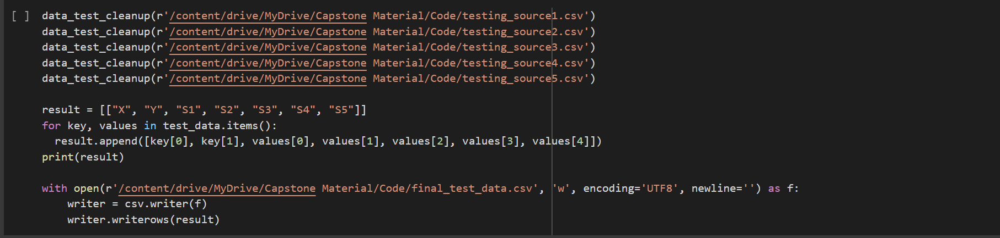 [ ] data_test_cleanup(r'/content/drive/MyDrive/Capstone Material/Code/testing_source1.csv')
data_test_cleanup(r'/content/drive/MyDrive/Capstone Material/Code/testing_source2.csv')
data_test_cleanup(r'/content/drive/MyDrive/Capstone Material/Code/testing_source3.csv')
data_test_cleanup(r'/content/drive/MyDrive/Capstone Material/Code/testing_source4.csv')
data_test_cleanup(r'/content/drive/MyDrive/Capstone Material/Code/testing_source5.csv')

result = [["X", "Y", "S1", "S2", "S3", "S4", "S5"]]
for key, values in test_data.items():
  result.append([key[0], key[1], values[0], values[1], values[2], values[3], values[4]])
print(result)

with open(r'/content/drive/MyDrive/Capstone Material/Code/final_test_data.csv', 'w', encoding='UTF8', newline='') as f:
    writer = csv.writer(f)
    writer.writerows(result)